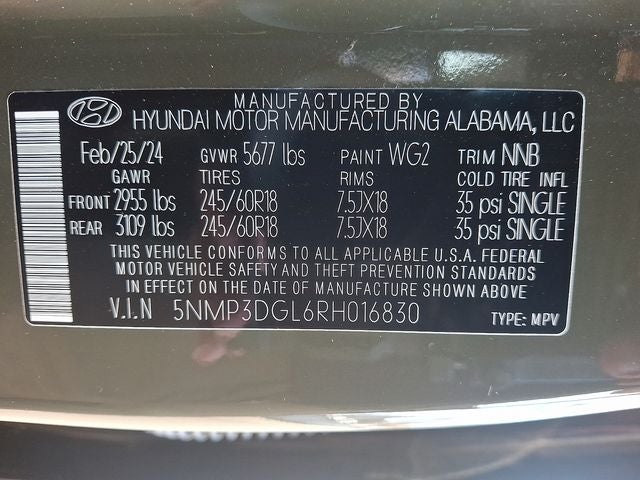 MANUFACTURED BY
HYUNDAI MOTOR MANUFACTURING ALABAMA, LLC
Feb/25/24 GVWR 5677 lbs PAINT WG2 TRIM NNB
GAWR TIRES RIMS COLD TIRE INFL
FRONT 2955 lbs 245/60R18 7.5JX18 35 psi SINGLE
REAR 3109 lbs 245/60R18 7.5JX18 35 psi SINGLE
THIS VEHICLE CONFORMS TO ALL APPLICABLE U.S.A. FEDERAL
MOTOR VEHICLE SAFETY AND THEFT PREVENTION STANDARDS
IN EFFECT ON THE DATE OF MANUFACTURE SHOWN ABOVE.
V.I.N 5NMP3DGL6RH016830 TYPE: MPV